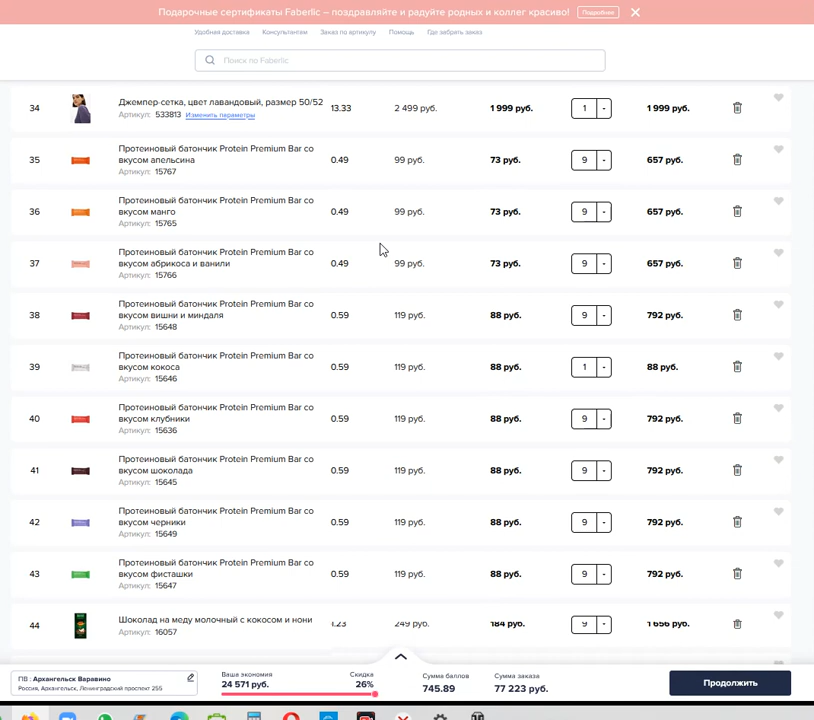 Подарочные сертификаты Faberlic – поздравляйте и радуйте родных и коллег красиво! Подробнее
Удобная доставка Консультантам Заказ по артикулу Помощь Где забрать заказ
Поиск по Faberlic
34 Джемпер-сетка, цвет лавандовый, размер 50/52 13.33 2 499 руб. 1 999 руб. 1 1 999 руб.
Артикул: 533813 Изменить параметры
Протеиновый батончик Protein Premium Bar со
35 вкусом апельсина 0.49 99 руб. 73 руб. 9 657 руб.
Артикул: 15767
Протеиновый батончик Protein Premium Bar со
36 вкусом манго 0.49 99 руб. 73 руб. 9 657 руб.
Артикул: 15765
Протеиновый батончик Protein Premium Bar со
37 вкусом абрикоса и ванили 0.49 99 руб. 73 руб. 9 657 руб.
Артикул: 15766
Протеиновый батончик Protein Premium Bar со
38 вкусом вишни и миндаля 0.59 119 руб. 88 руб. 9 792 руб.
Артикул: 15648
Протеиновый батончик Protein Premium Bar со
39 вкусом кокоса 0.59 119 руб. 88 руб. 1 88 руб.
Артикул: 15646
Протеиновый батончик Protein Premium Bar со
40 вкусом клубники 0.59 119 руб. 88 руб. 9 792 руб.
Артикул: 15636
Протеиновый батончик Protein Premium Bar со
41 вкусом шоколада 0.59 119 руб. 88 руб. 9 792 руб.
Артикул: 15645
Протеиновый батончик Protein Premium Bar со
42 вкусом черники 0.59 119 руб. 88 руб. 9 792 руб.
Артикул: 15649
Протеиновый батончик Protein Premium Bar со
43 вкусом фисташки 0.59 119 руб. 88 руб. 9 792 руб.
Артикул: 15647
44 Шоколад на меду молочный с кокосом и нони 1.23 249 руб. 184 руб. 9 1 656 руб.
Артикул: 16057
ПВ : Архангельск Варавино
Россия, Архангельск, Ленинградский проспект 255
Ваша экономия Скидка
24 571 руб. 26%
Сумма баллов Сумма заказа
745.89 77 223 руб.
Продолжить